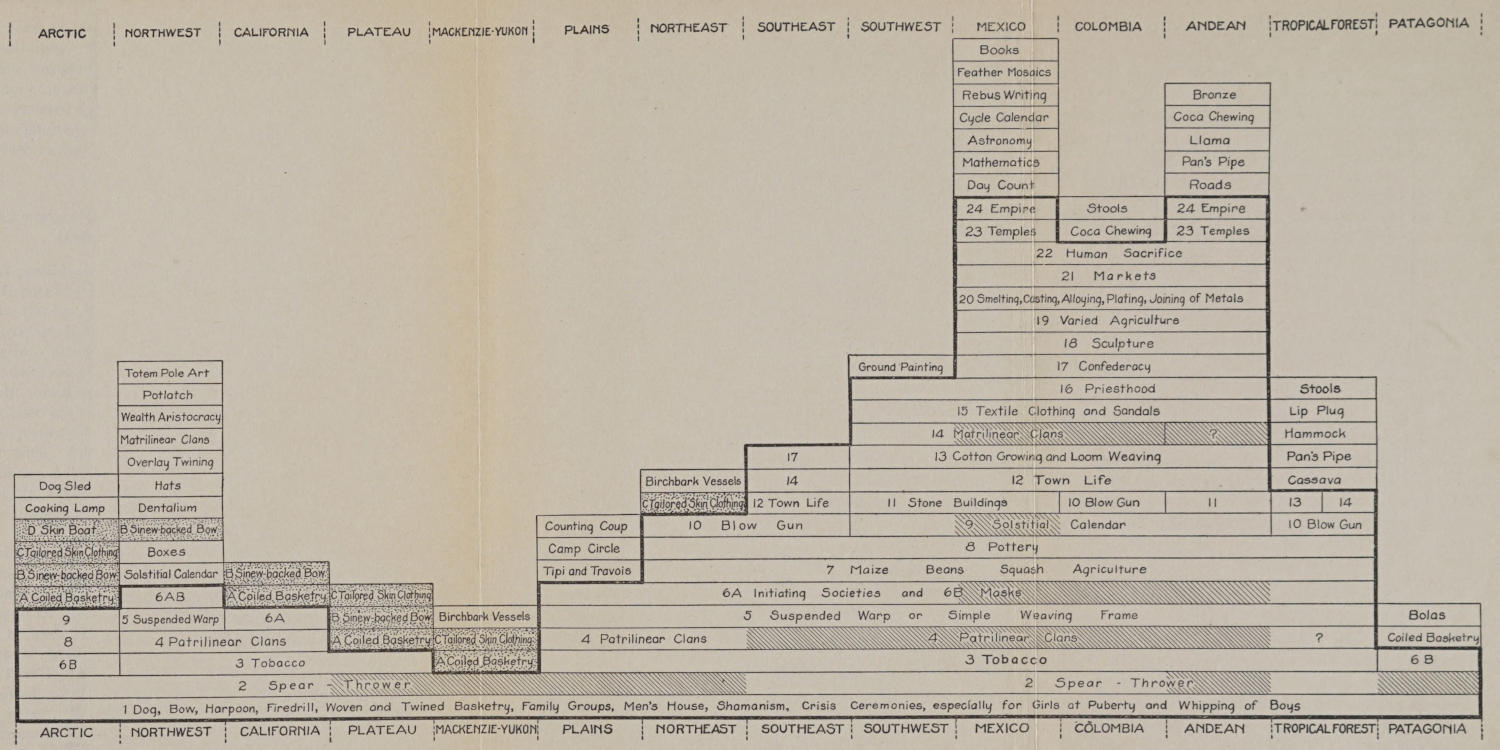 ARCTIC NORTHWEST CALIFORNIA PLATEAU MACKENZIE-YUKON PLAINS NORTHEAST SOUTHEAST SOUTHWEST MEXICO COLOMBIA ANDEAN TROPICAL FOREST PATAGONIA
Books
Feather Mosaics
Rebus Writing Bronze
Cycle Calendar Coca Chewing
Astronomy Llama
Mathematics Pan's Pipe
Day Count Roads
24 Empire Stools 24 Empire
23 Temples Coca Chewing 23 Temples
22 Human Sacrifice
21 Markets
20 Smelting, Casting, Alloying, Plating, Joining of Metals
19 Varied Agriculture
18 Sculpture
Ground Painting 17 Confederacy
Totem Pole Art 16 Priesthood Stools
Potlatch
Wealth Aristocracy 15 Textile Clothing and Sandals Lip Plug
Matrilinear Clans 14 Matrilinear Clans ? Hammock
Overlay Twining 17 13 Cotton Growing and Loom Weaving Pan's Pipe
Dog Sled Hats Birchbark Vessels 14 12 Town Life Cassava
Cooking Lamp Dentalium C Tailored Skin Clothing 12 Town Life 11 Stone Buildings 10 Blow Gun 11 13 14
D Skin Boat B Sinew-backed Bow Counting Coup 10 Blow Gun 9 Solstitial Calendar 10 Blow Gun
C Tailored Skin Clothing Boxes Camp Circle 8 Pottery
B Sinew-backed Bow Solstitial Calendar B Sinew-backed Bow Tipi and Travois 7 Maize Beans Squash Agriculture
A Coiled Basketry 6AB A Coiled Basketry C Tailored Skin Clothing 6A Initiating Societies and 6B Masks
9 5 Suspended Warp 6A B Sinew-backed Bow Birchbark Vessels 5 Suspended Warp or Simple Weaving Frame Bolas
8 4 Patrilinear Clans A Coiled Basketry C Tailored Skin Clothing 4 Patrilinear Clans 4 Patrilinear Clans ? Coiled Basketry
6B 3 Tobacco A Coiled Basketry 3 Tobacco 6B
2 Spear - Thrower 2 Spear - Thrower
1 Dog, Bow, Harpoon, Firedrill, Woven and Twined Basketry, Family Groups, Men's House, Shamanism, Crisis Ceremonies, especially for Girls at Puberty and Whipping of Boys
ARCTIC NORTHWEST CALIFORNIA PLATEAU MACKENZIE-YUKON PLAINS NORTHEAST SOUTHEAST SOUTHWEST MEXICO COLOMBIA ANDEAN TROPICAL FOREST PATAGONIA